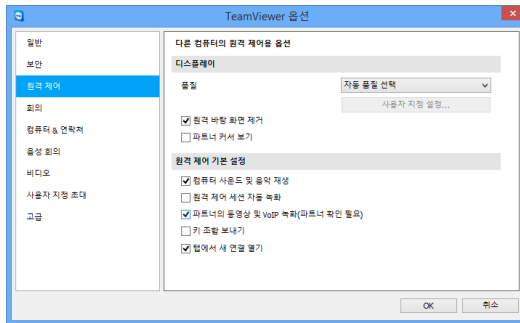 TeamViewer 옵션
일반
보안
원격 제어
회의
컴퓨터 & 연락처
음성 회의
비디오
사용자 지정 초대
고급
다른 컴퓨터의 원격 제어용 옵션
디스플레이
품질
자동 품질 선택
사용자 지정 설정...
원격 바탕 화면 제거
파트너 커서 보기
원격 제어 기본 설정
컴퓨터 사운드 및 음악 재생
원격 제어 세션 자동 녹화
파트너의 동영상 및 VoIP 녹화(파트너 확인 필요)
키 조합 보내기
탭에서 새 연결 열기
OK
취소